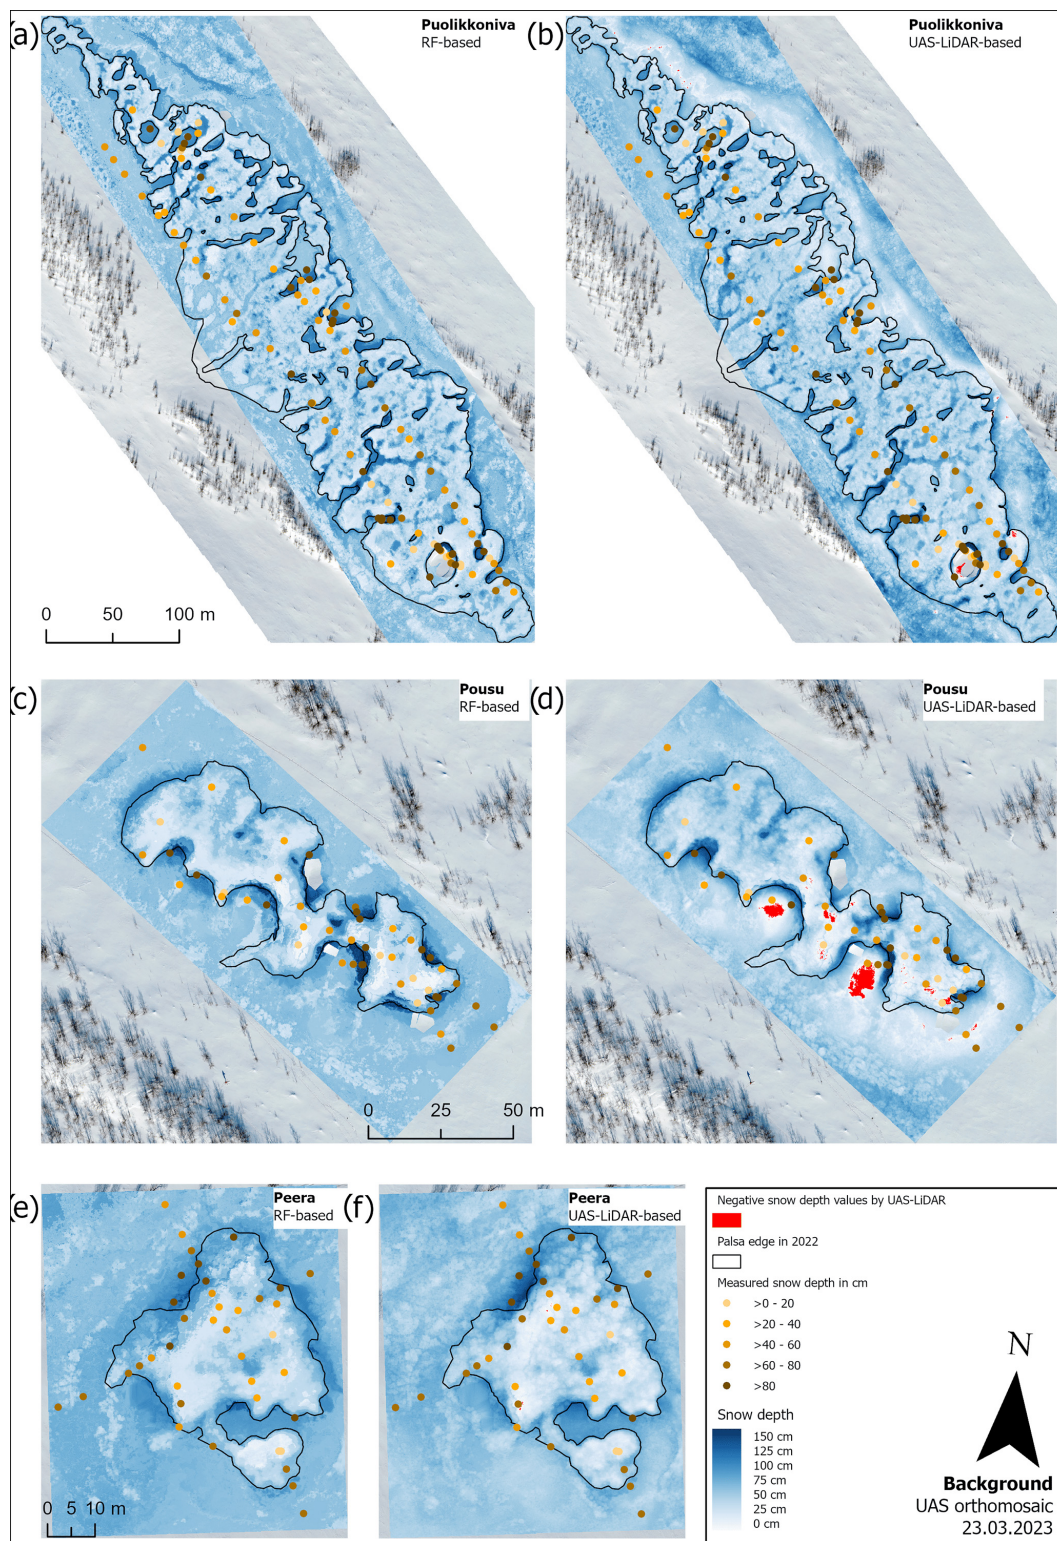 (a)
Puolikkoniva
RF-based
(b)
Puolikkoniva
UAS-LiDAR-based
0 50 100 m
(c)
Pousu
RF-based
(d)
Pousu
UAS-LiDAR-based
0 25 50 m
(e)
Peera
RF-based
(f)
Peera
UAS-LiDAR-based
0 5 10 m
Negative snow depth values by UAS-LiDAR
Palsa edge in 2022
Measured snow depth in cm
>0 - 20
>20 - 40
>40 - 60
>60 - 80
>80
Snow depth
150 cm
125 cm
100 cm
75 cm
50 cm
25 cm
0 cm
N
Background
UAS orthomosaic
23.03.2023